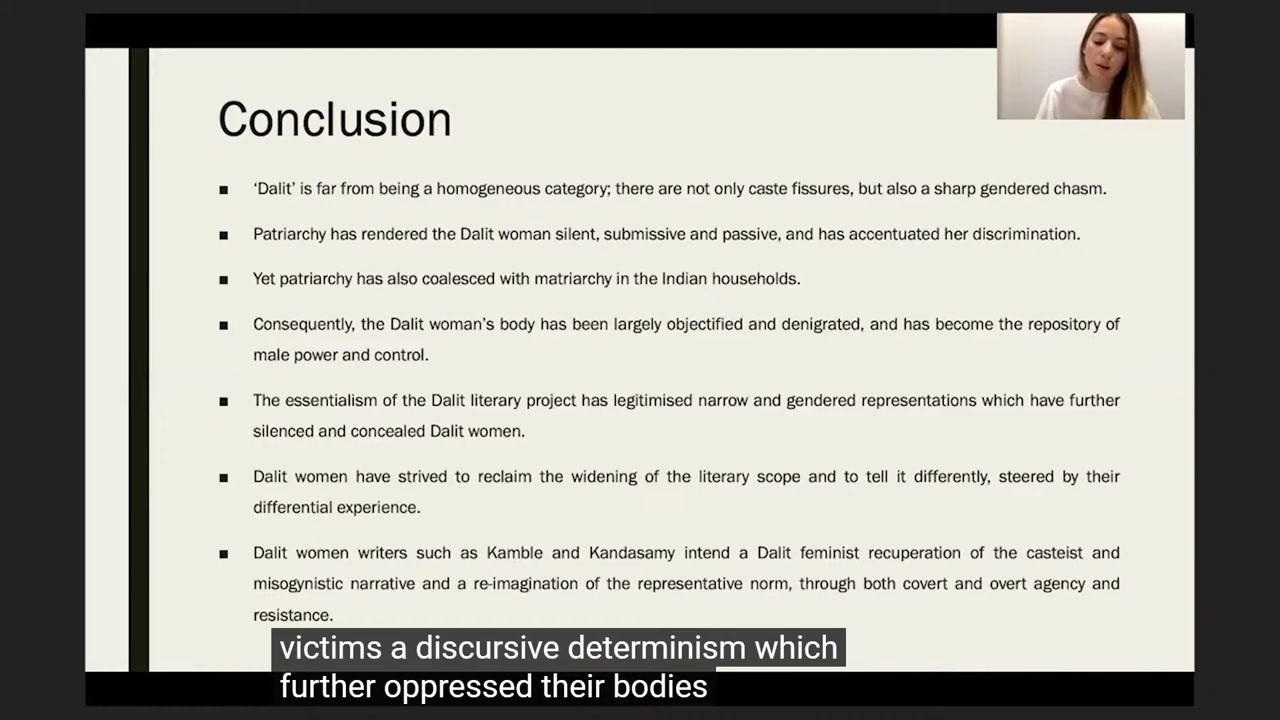 Conclusion
‘Dalit’ is far from being a homogeneous category; there are not only caste fissures, but also a sharp gendered chasm.
Patriarchy has rendered the Dalit woman silent, submissive and passive, and has accentuated her discrimination.
Yet patriarchy has also coalesced with matriarchy in the Indian households.
Consequently, the Dalit woman’s body has been largely objectified and denigrated, and has become the repository of
male power and control.
The essentialism of the Dalit literary project has legitimised narrow and gendered representations which have further
silenced and concealed Dalit women.
Dalit women have strived to reclaim the widening of the literary scope and to tell it differently, steered by their
differential experience.
Dalit women writers such as Kamble and Kandasamy intend a Dalit feminist recuperation of the casteist and
misogynistic narrative and a re-imagination of the representative norm, through both covert and overt agency and
resistance.
victims a discursive determinism which
further oppressed their bodies